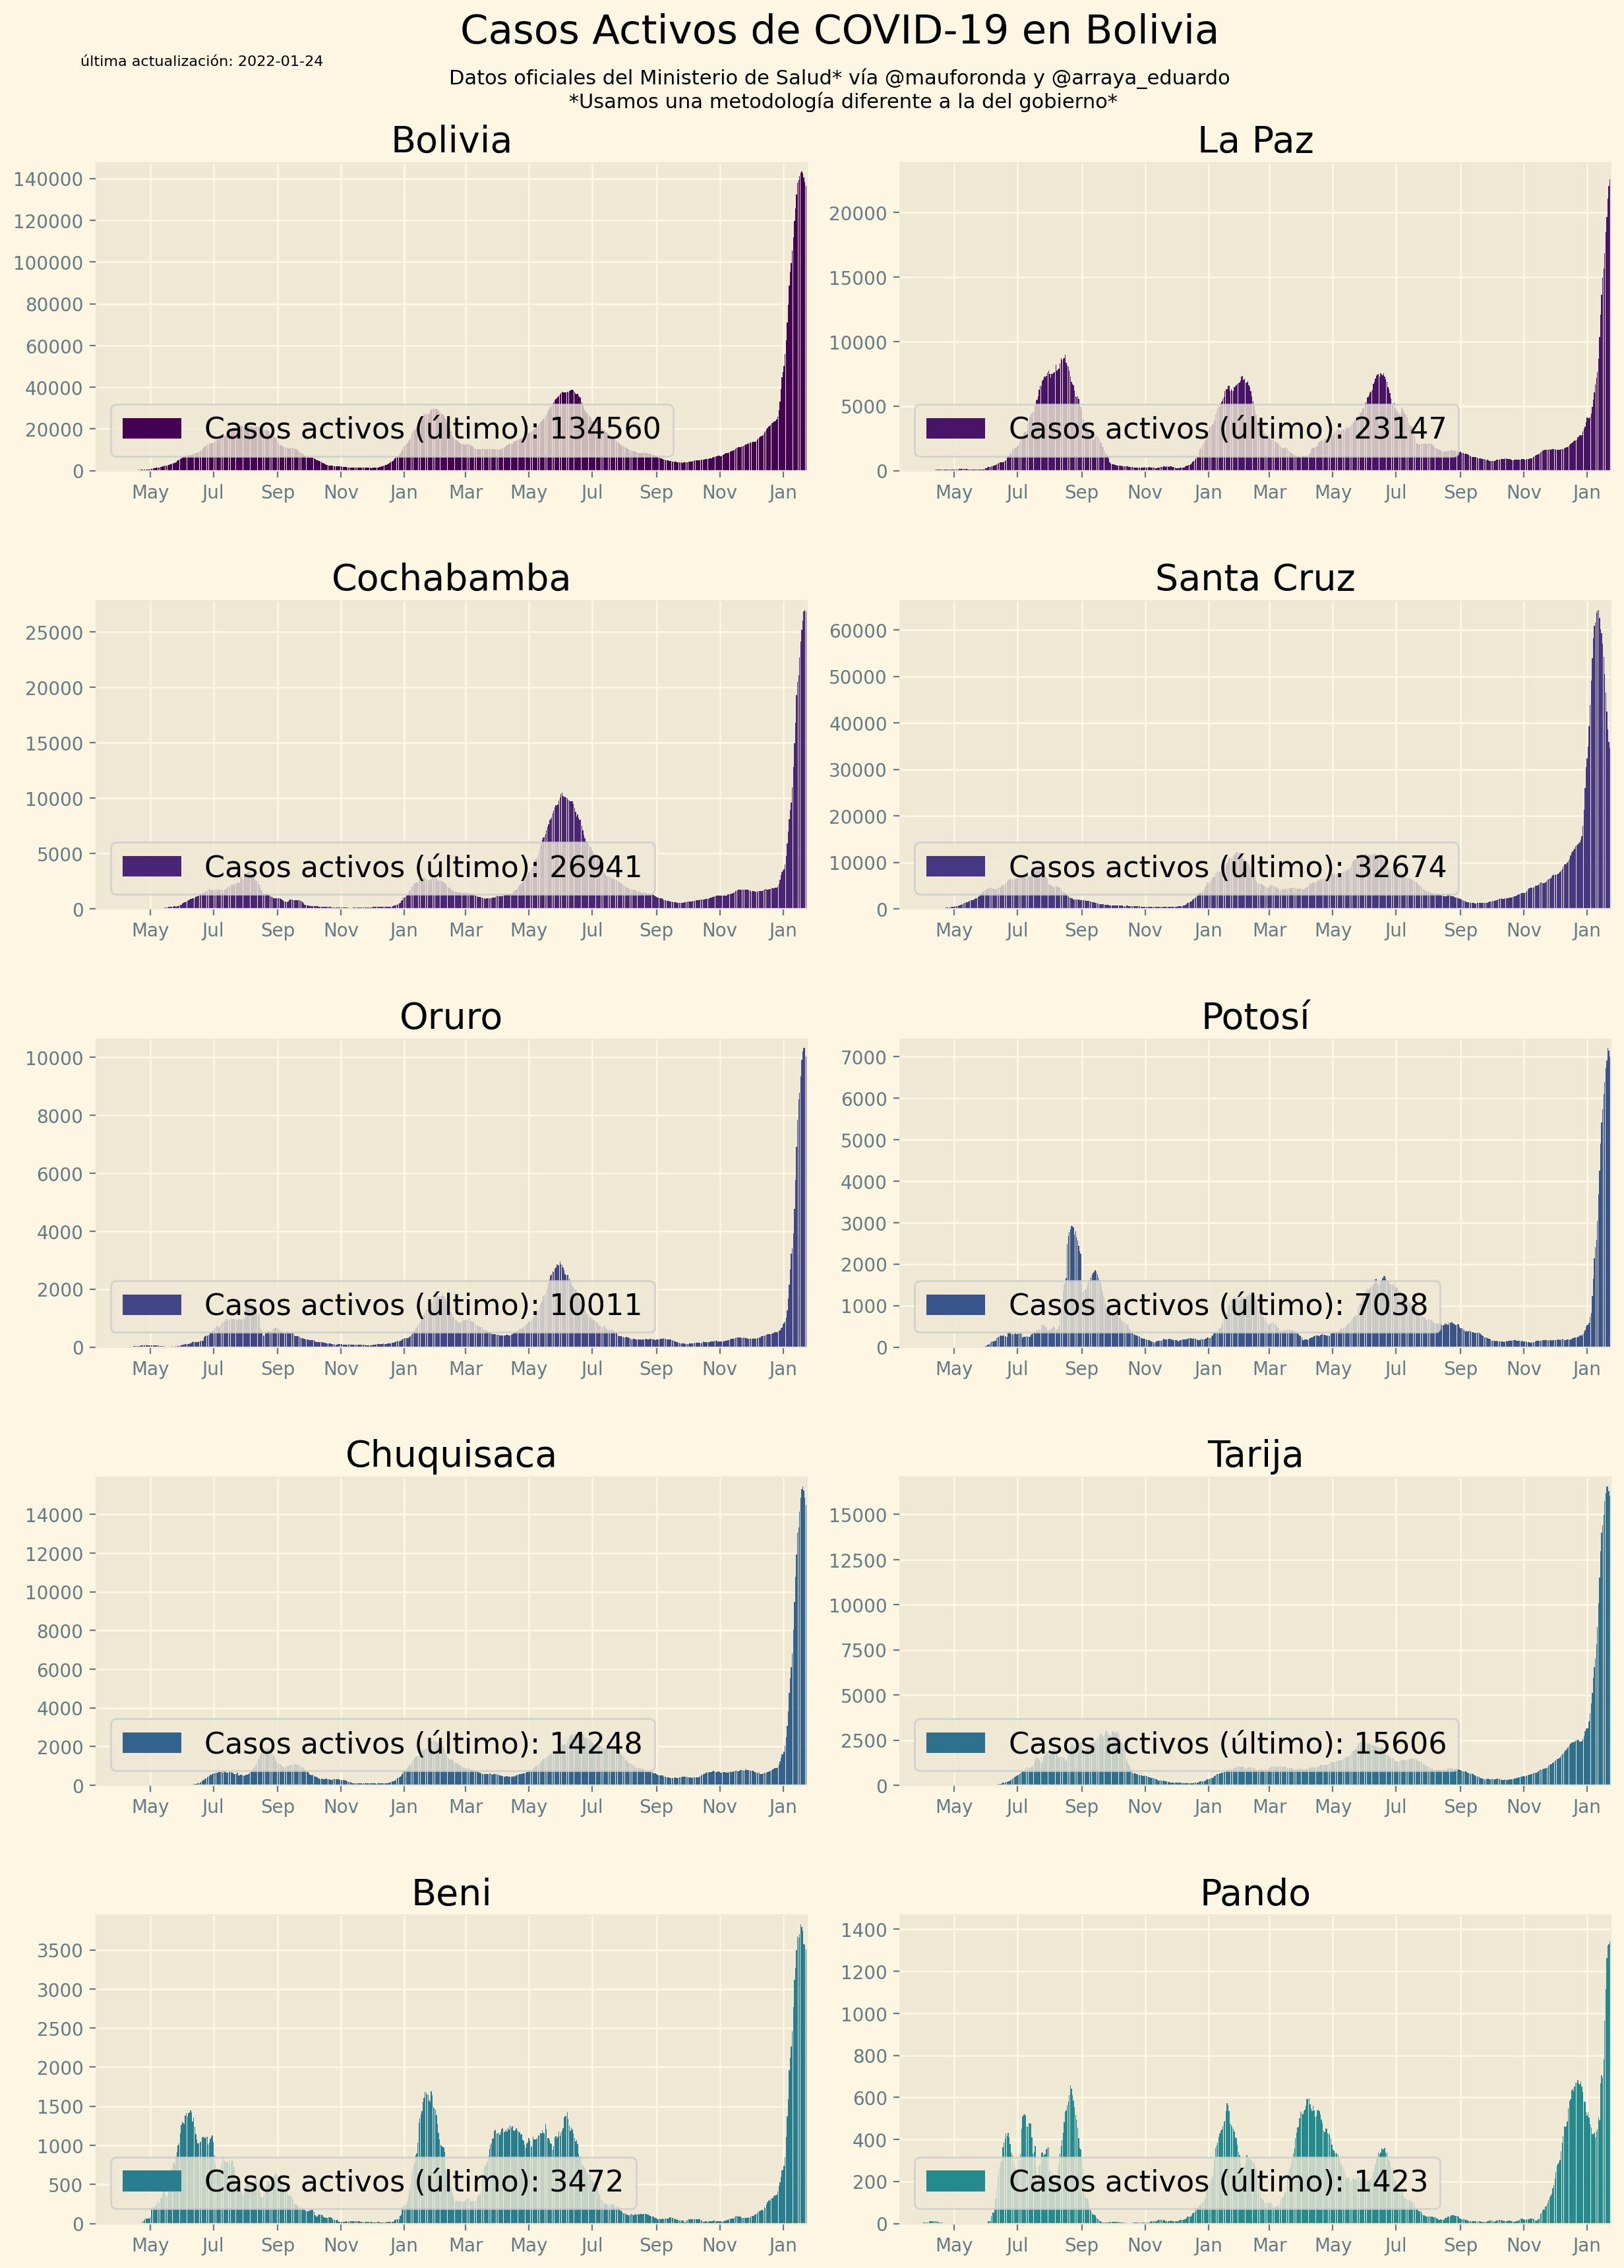 Casos Activos de COVID-19 en Bolivia
última actualización: 2022-01-24
Datos oficiales del Ministerio de Salud* vía @mauforonda y @arraya_eduardo
*Usamos una metodología diferente a la del gobierno*
Bolivia
140000
120000
100000
80000
60000
40000
20000
0
Casos activos (último): 134560
May Jul Sep Nov Jan Mar May Jul Sep Nov Jan
La Paz
20000
15000
10000
5000
0
Casos activos (último): 23147
May Jul Sep Nov Jan Mar May Jul Sep Nov Jan
Cochabamba
25000
20000
15000
10000
5000
0
Casos activos (último): 26941
May Jul Sep Nov Jan Mar May Jul Sep Nov Jan
Santa Cruz
60000
50000
40000
30000
20000
10000
0
Casos activos (último): 32674
May Jul Sep Nov Jan Mar May Jul Sep Nov Jan
Oruro
10000
8000
6000
4000
2000
0
Casos activos (último): 10011
May Jul Sep Nov Jan Mar May Jul Sep Nov Jan
Potosí
7000
6000
5000
4000
3000
2000
1000
0
Casos activos (último): 7038
May Jul Sep Nov Jan Mar May Jul Sep Nov Jan
Chuquisaca
14000
12000
10000
8000
6000
4000
2000
0
Casos activos (último): 14248
May Jul Sep Nov Jan Mar May Jul Sep Nov Jan
Tarija
15000
12500
10000
7500
5000
2500
0
Casos activos (último): 15606
May Jul Sep Nov Jan Mar May Jul Sep Nov Jan
Beni
3500
3000
2500
2000
1500
1000
500
0
Casos activos (último): 3472
May Jul Sep Nov Jan Mar May Jul Sep Nov Jan
Pando
1400
1200
1000
800
600
400
200
0
Casos activos (último): 1423
May Jul Sep Nov Jan Mar May Jul Sep Nov Jan